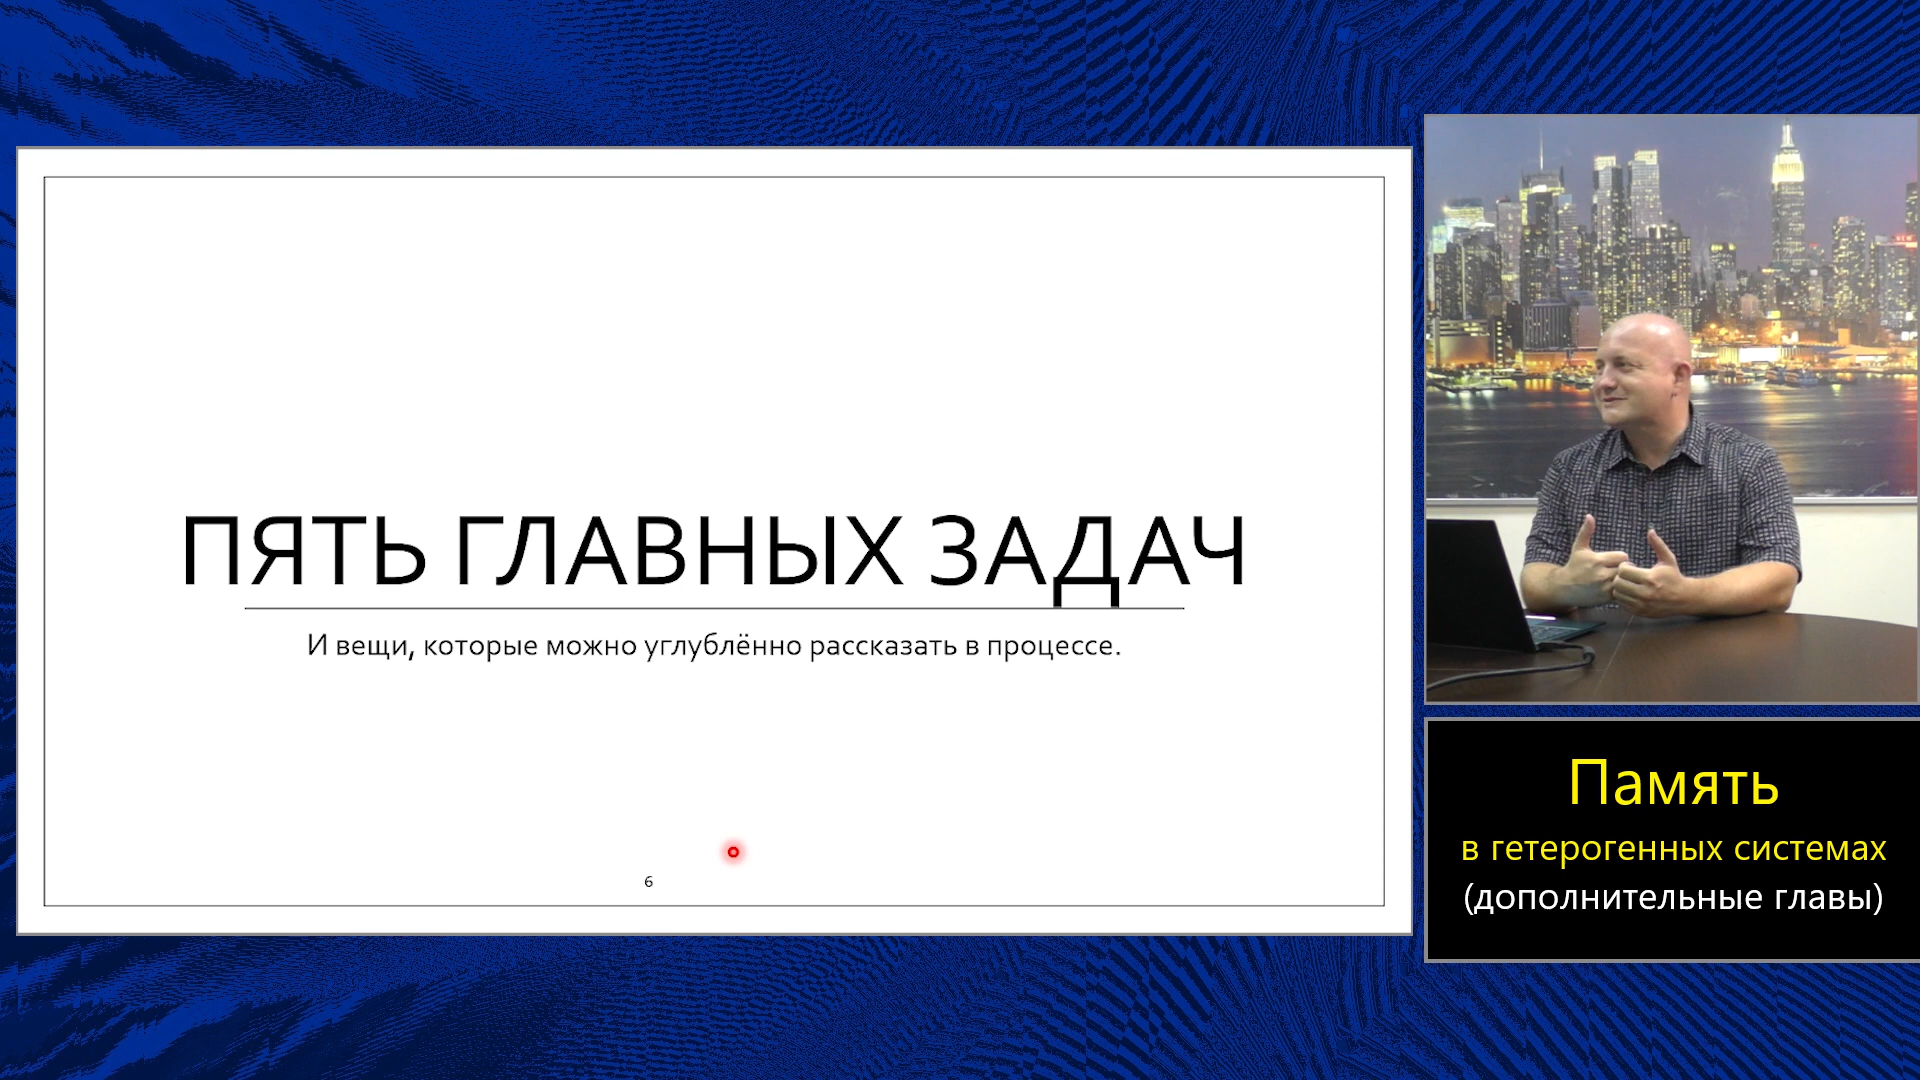 ПЯТЬ ГЛАВНЫХ ЗАДАЧ
И вещи, которые можно углублённо рассказать в процессе.
6
Память
в гетерогенных системах
(дополнительные главы)